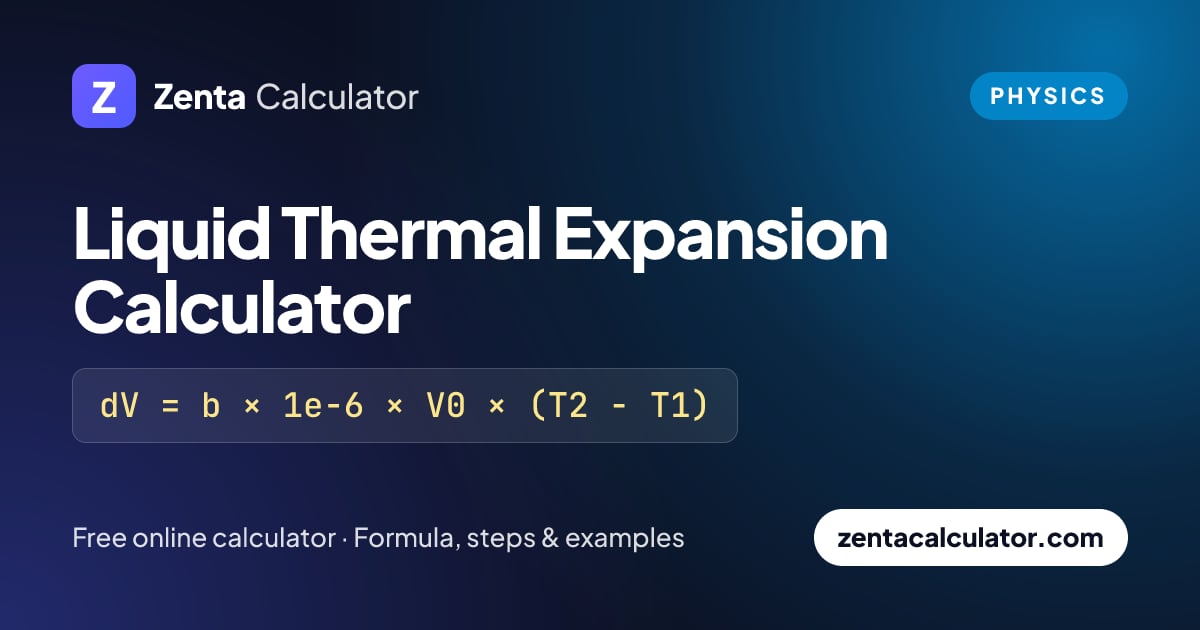 Z
Zenta Calculator
PHYSICS
Liquid Thermal Expansion
Calculator
dV = b × 1e-6 × V0 × (T2 - T1)
Free online calculator · Formula, steps & examples
zentacalculator.com